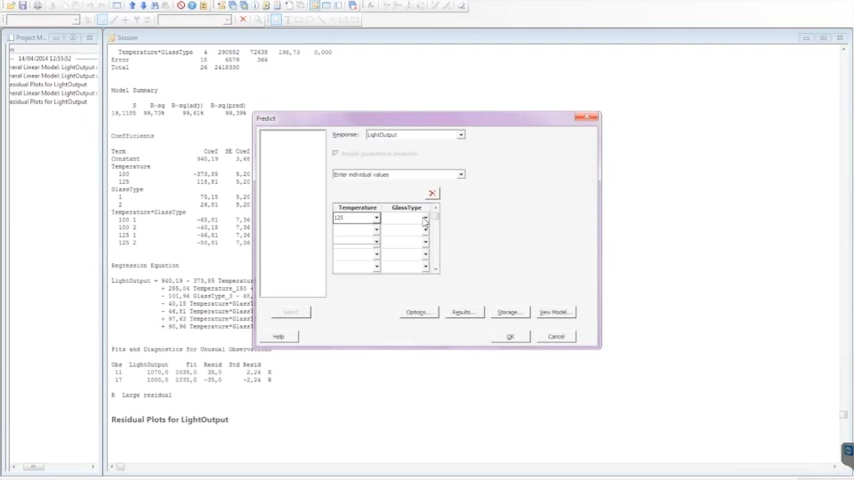 Project M...
Session
14/04/2014 12:55:52
neral Linear Model: LightOutput v
neral Linear Model: LightOutput v
esidual Plots for LightOutput
neral Linear Model: LightOutput v
esidual Plots for LightOutput
Temperature*GlassType 4 290552 72638 198,73 0,000
Error 18 6579 366
Total 26 2418330
Model Summary
S R-sq R-sq(adj) R-sq(pred)
19,1185 99,73% 99,61% 99,39%
Coefficients
Term Coef SE Coef
Constant 940,19 3,68
Temperature
100 -373,85 5,20
125 118,81 5,20
GlassType
1 75,15 5,20
2 26,81 5,20
Temperature*GlassType
100 1 -60,81 7,36
100 2 -40,15 7,36
125 1 -46,81 7,36
125 2 -50,81 7,36
Regression Equation
LightOutput = 940,19 - 373,85 Temperatur
+ 255,04 Temperature_150
- 101,96 GlassType_3 - 60,
- 40,15 Temperature*Glass
- 46,81 Temperature*Glass
+ 97,63 Temperature*Glass
+ 90,96 Temperature*Glass
Fits and Diagnostics for Unusual Observations
Obs LightOutput Fit Resid Std Resid
11 1070,0 1035,0 35,0 2,24 R
17 1000,0 1035,0 -35,0 -2,24 R
R Large residual
Residual Plots for LightOutput
Predict
Response: LightOutput
Include covariates in prediction
Enter individual values
Temperature GlassType
125
Select
Options... Results... Storage... View Model...
Help OK Cancel